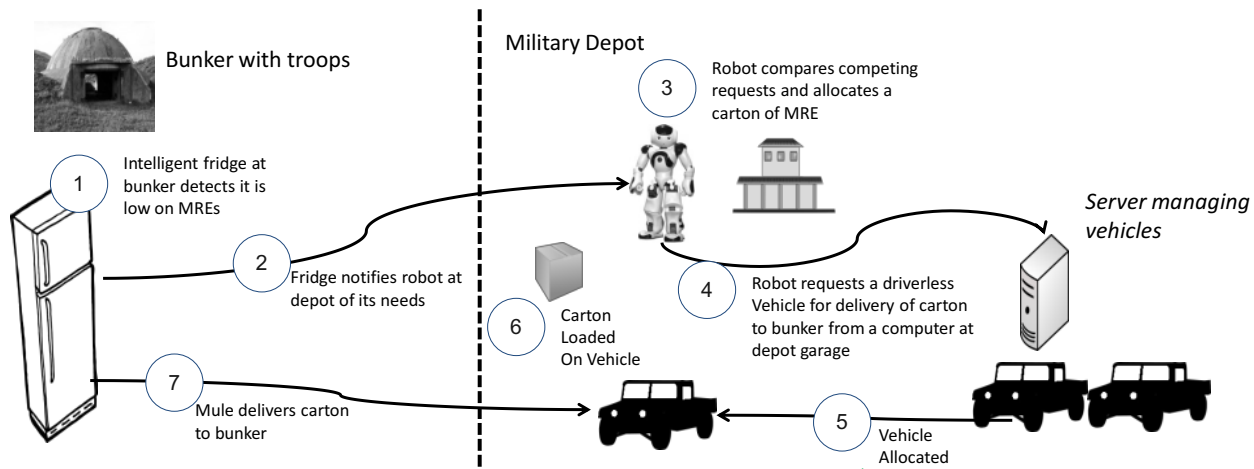 Bunker with troops
Military Depot
1
Intelligent fridge at
bunker detects it is
low on MREs
2
Fridge notifies robot at
depot of its needs
3
Robot compares competing
requests and allocates a
carton of MRE
Server managing
vehicles
4
Robot requests a driverless
Vehicle for delivery of carton
to bunker from a computer at
depot garage
6
Carton
Loaded
On Vehicle
7
Mule delivers carton
to bunker
5
Vehicle
Allocated